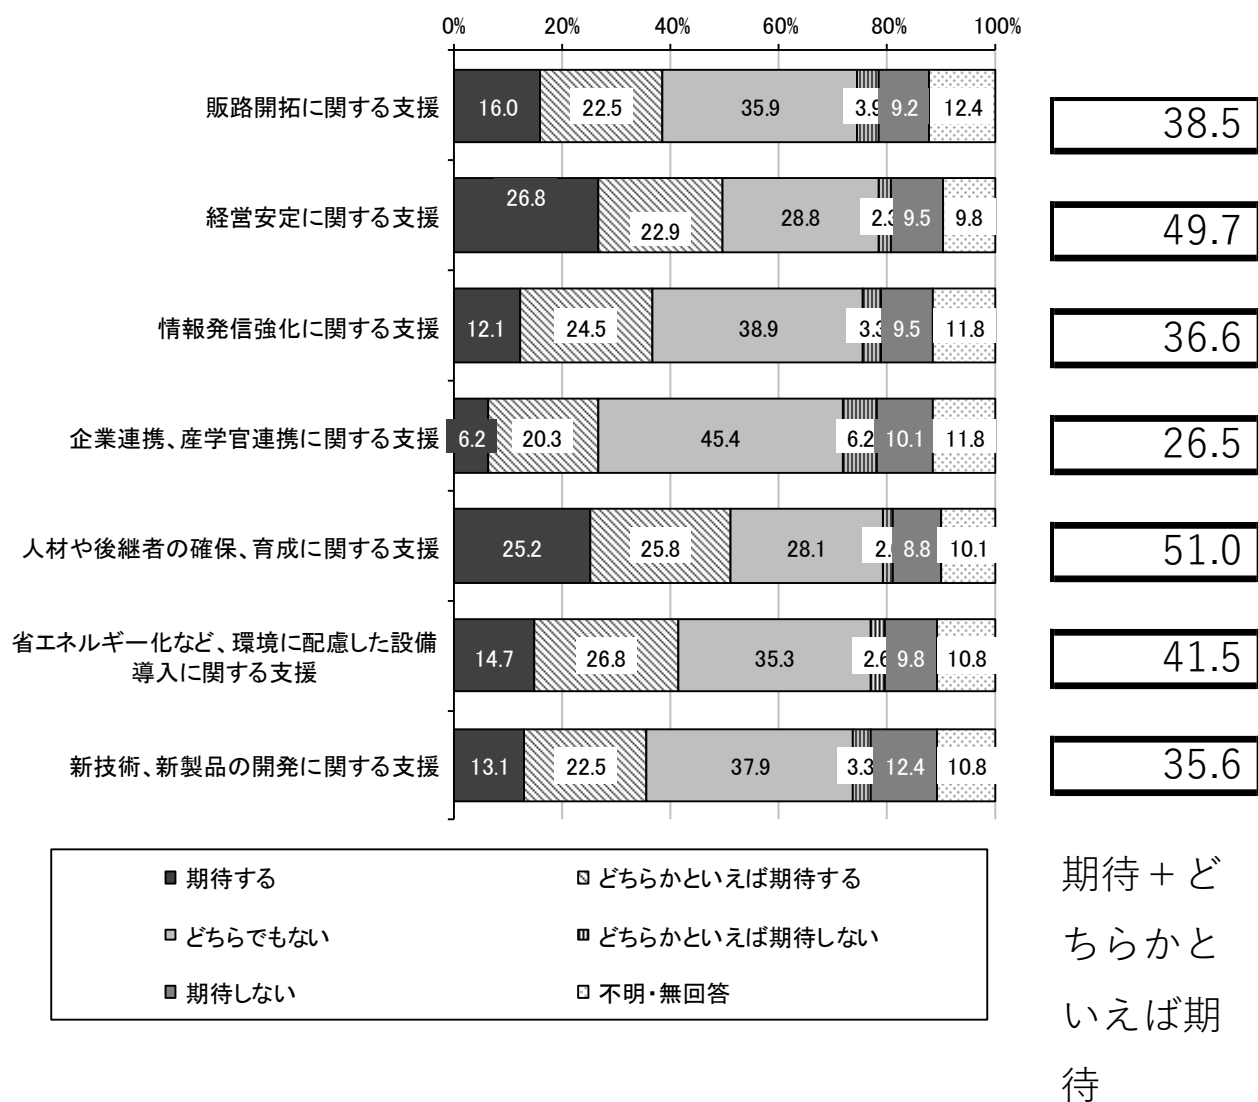 0% 20% 40% 60% 80% 100%
販路開拓に関する支援 16.0 22.5 35.9 3.9 9.2 12.4 38.5
経営安定に関する支援 26.8 22.9 28.8 2.3 9.5 9.8 49.7
情報発信強化に関する支援 12.1 24.5 38.9 3.3 9.5 11.8 36.6
企業連携、産学官連携に関する支援 6.2 20.3 45.4 6.2 10.1 11.8 26.5
人材や後継者の確保、育成に関する支援 25.2 25.8 28.1 2. 8.8 10.1 51.0
省エネルギー化など、環境に配慮した設備
導入に関する支援 14.7 26.8 35.3 2.6 9.8 10.8 41.5
新技術、新製品の開発に関する支援 13.1 22.5 37.9 3.3 12.4 10.8 35.6
期待する どちらかといえば期待する
どちらでもない どちらかといえば期待しない
期待しない 不明・無回答
期待＋ど
ちらかと
いえば期
待